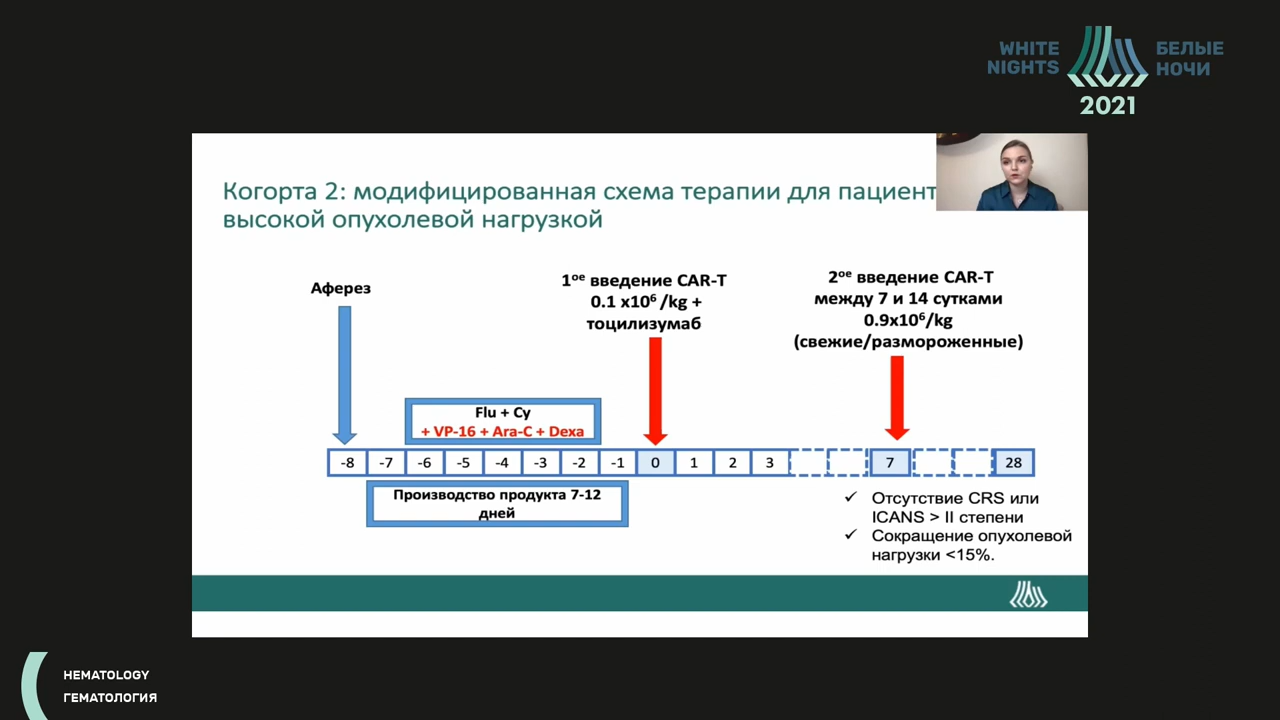 WHITE
NIGHTS
БЕЛЫЕ
НОЧИ
2021
Когорта 2: модифицированная схема терапии для пациент
высокой опухолевой нагрузкой
Аферез
1ое введение CAR-T
0.1 x10⁶ /kg +
тоцилизумаб
2ое введение CAR-T
между 7 и 14 сутками
0.9x10⁶/kg
(свежие/размороженные)
Flu + Cy
+ VP-16 + Ara-C + Dexa
-8 -7 -6 -5 -4 -3 -2 -1 0 1 2 3 7 28
Производство продукта 7-12
дней
✓ Отсутствие CRS или
ICANS > II степени
✓ Сокращение опухолевой
нагрузки <15%.
HEMATOLOGY
ГЕМАТОЛОГИЯ